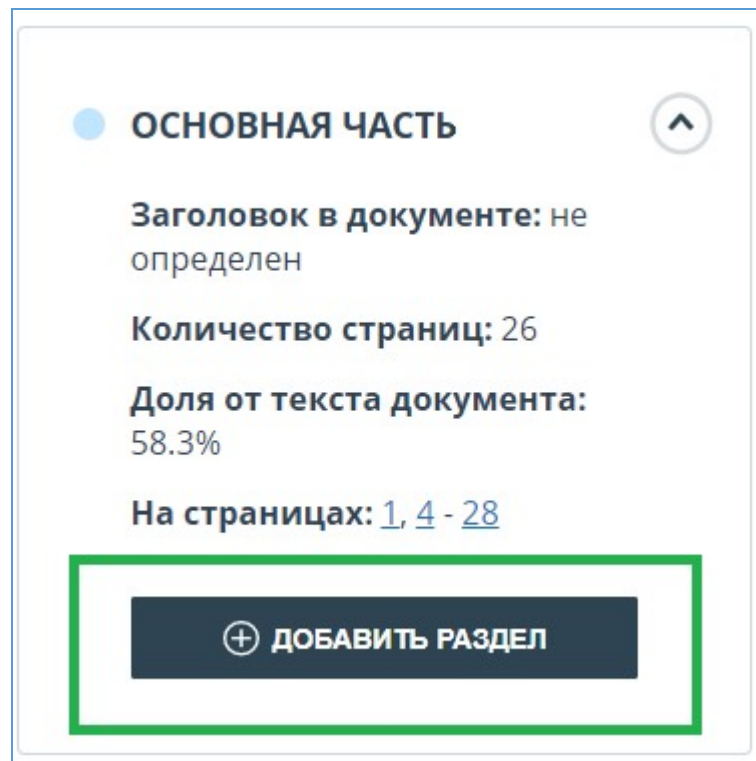 ОСНОВНАЯ ЧАСТЬ
Заголовок в документе: не
определен
Количество страниц: 26
Доля от текста документа:
58.3%
На страницах: 1, 4 - 28
ДОБАВИТЬ РАЗДЕЛ